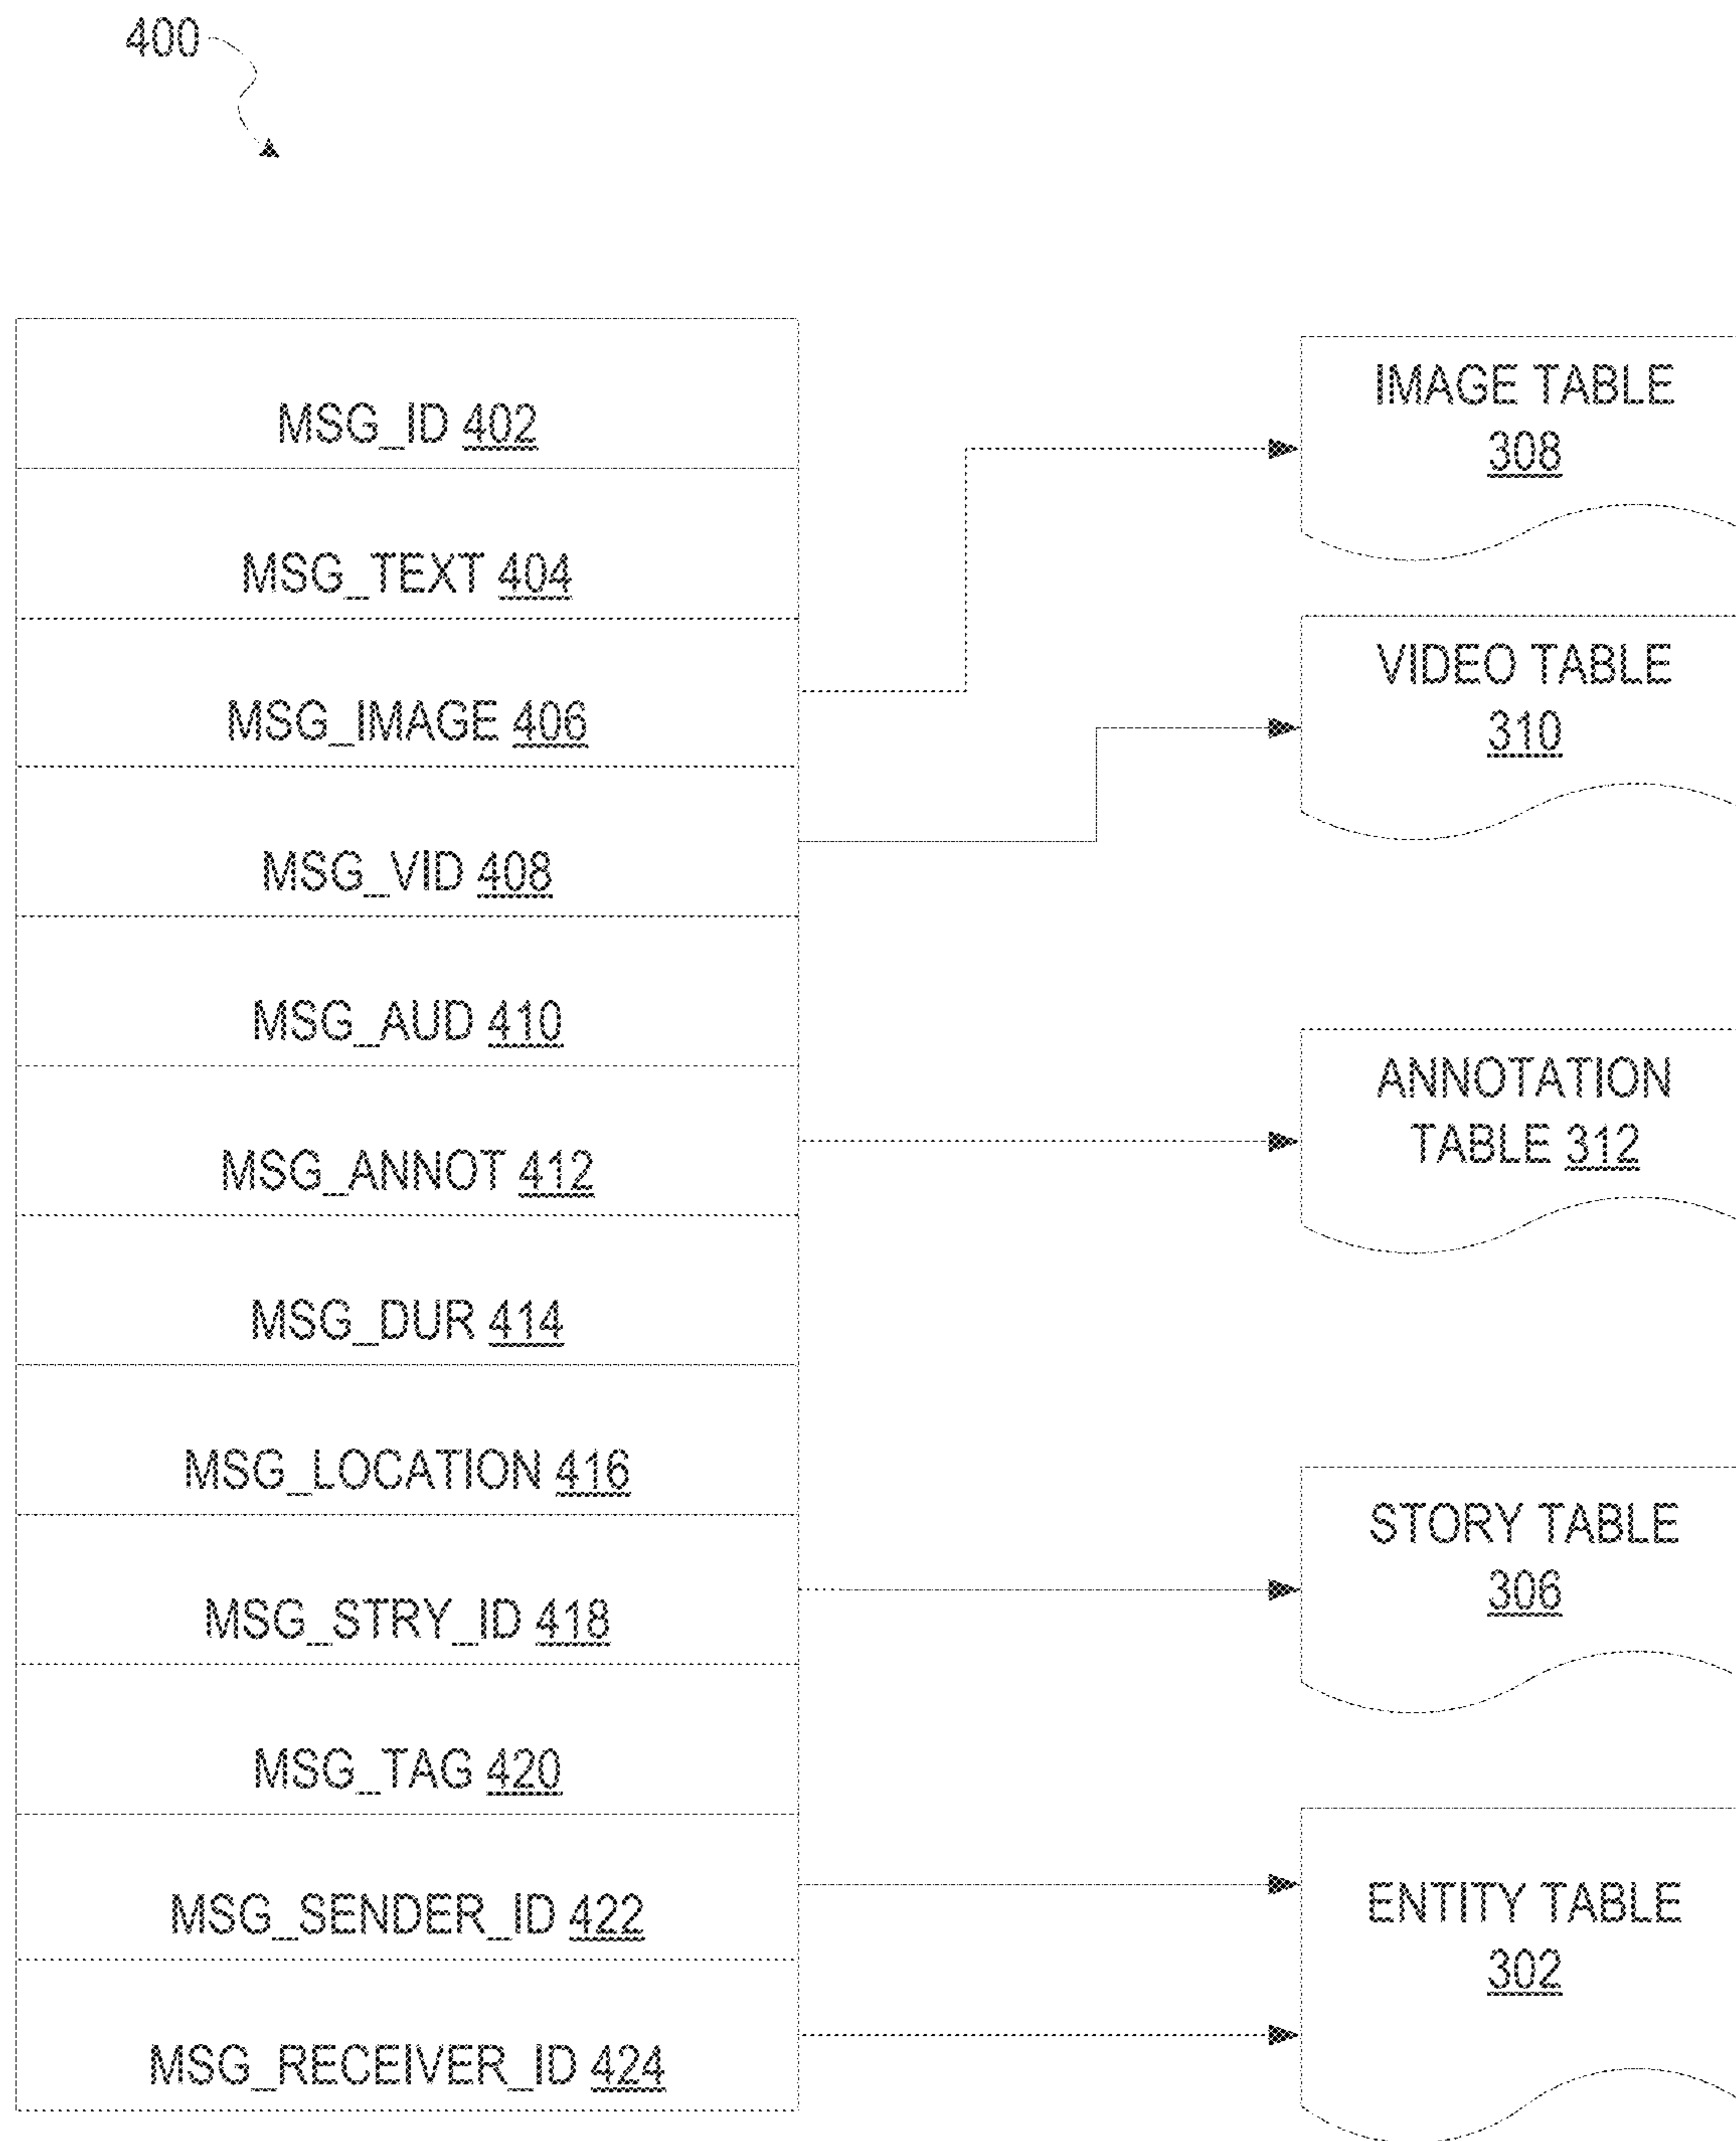 400
MSG_ID 402
MSG_TEXT 404
MSG_IMAGE 406
MSG_VID 408
MSG_AUD 410
MSG_ANNOT 412
MSG_DUR 414
MSG_LOCATION 416
MSG_STRY_ID 418
MSG_TAG 420
MSG_SENDER_ID 422
MSG_RECEIVER_ID 424
IMAGE TABLE
308
VIDEO TABLE
310
ANNOTATION
TABLE 312
STORY TABLE
306
ENTITY TABLE
302